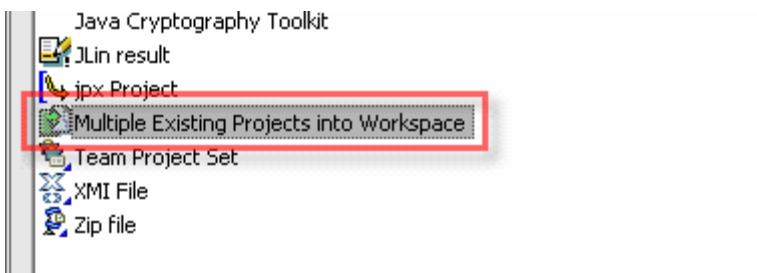 Java Cryptography Toolkit
JLin result
jpx Project
Multiple Existing Projects into Workspace
Team Project Set
XMI File
Zip file